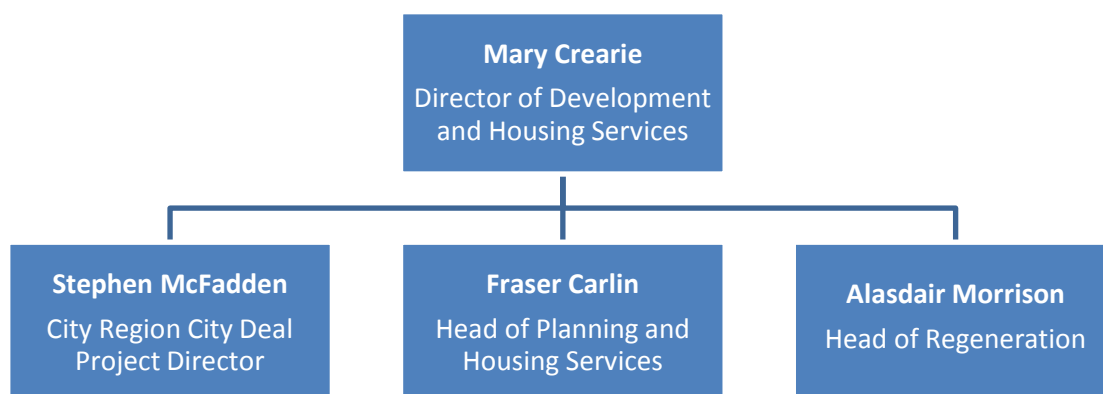 Mary Crearie
Director of Development
and Housing Services
Stephen McFadden
City Region City Deal
Project Director
Fraser Carlin
Head of Planning and
Housing Services
Alasdair Morrison
Head of Regeneration